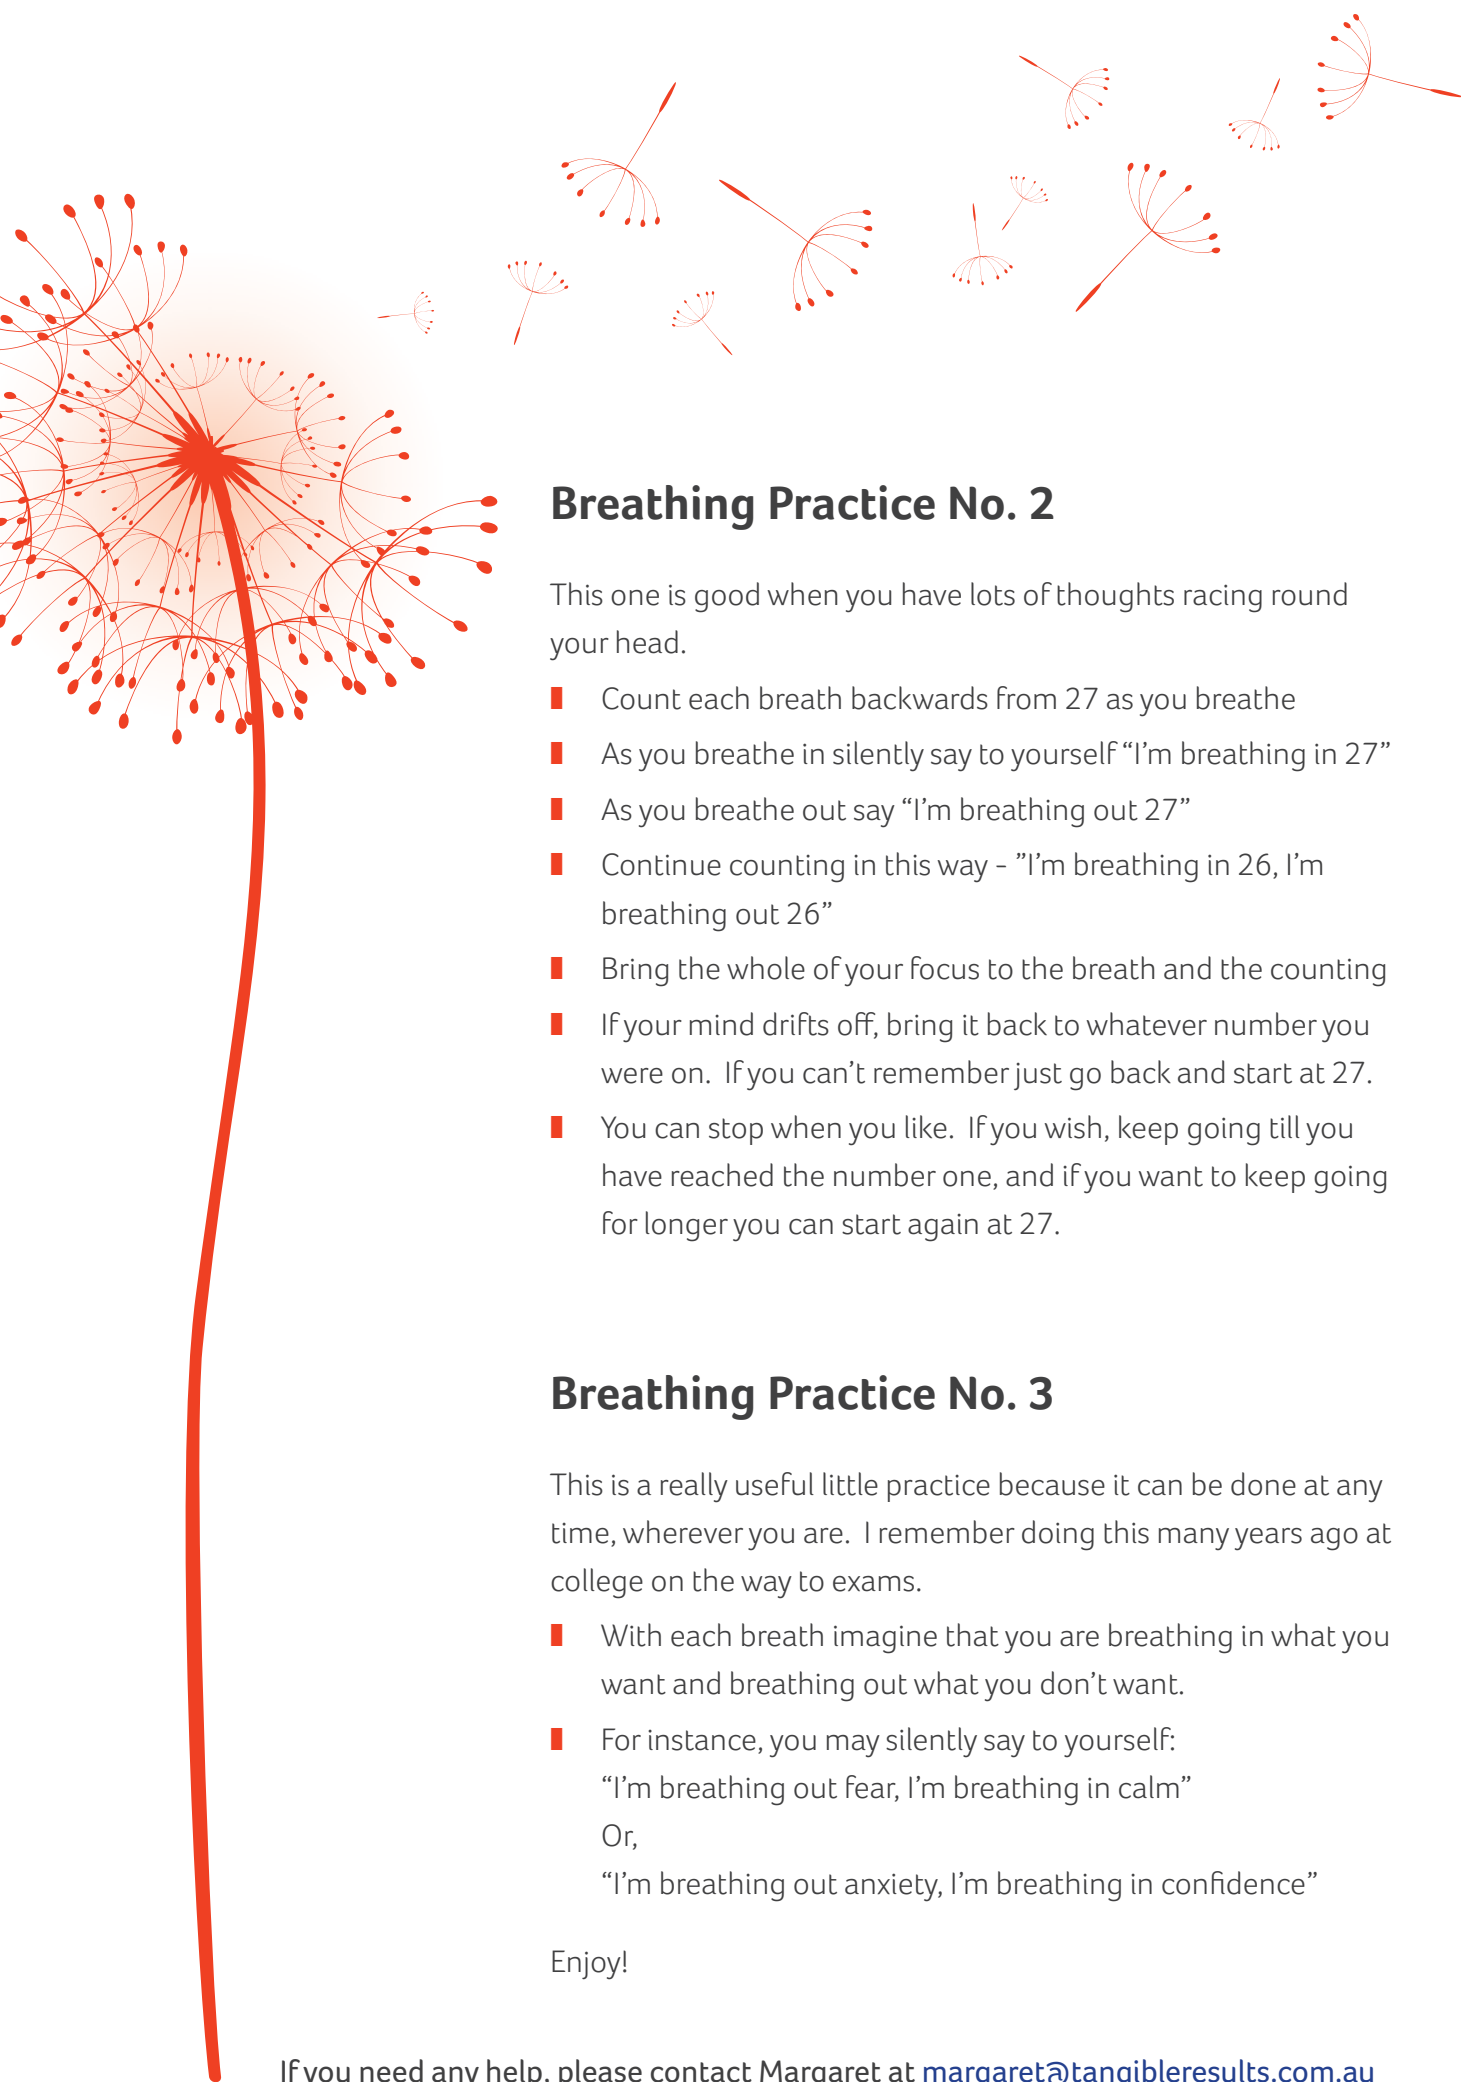 Breathing Practice No. 2
This one is good when you have lots of thoughts racing round
your head.
Count each breath backwards from 27 as you breathe
As you breathe in silently say to yourself “I’m breathing in 27”
As you breathe out say “I’m breathing out 27”
Continue counting in this way - ”I’m breathing in 26, I’m
breathing out 26”
Bring the whole of your focus to the breath and the counting
If your mind drifts off, bring it back to whatever number you
were on. If you can’t remember just go back and start at 27.
You can stop when you like. If you wish, keep going till you
have reached the number one, and if you want to keep going
for longer you can start again at 27.
Breathing Practice No. 3
This is a really useful little practice because it can be done at any
time, wherever you are. I remember doing this many years ago at
college on the way to exams.
With each breath imagine that you are breathing in what you
want and breathing out what you don’t want.
For instance, you may silently say to yourself:
“I’m breathing out fear, I’m breathing in calm”
Or,
“I’m breathing out anxiety, I’m breathing in confidence”
Enjoy!
If you need any help, please contact Margaret at margaret@tangibleresults.com.au